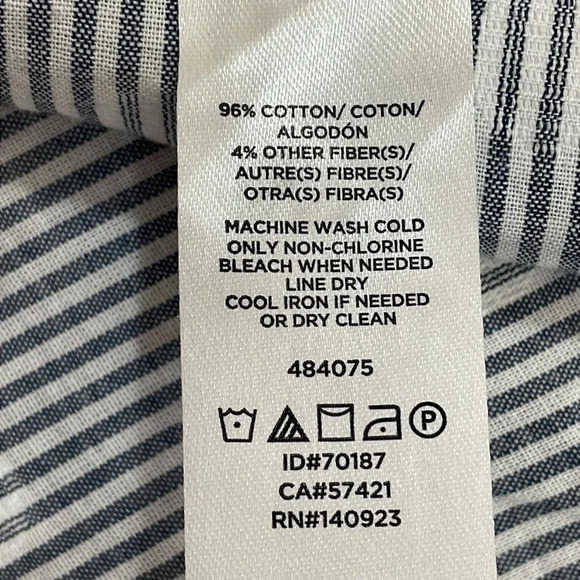 96% COTTON/ COTON/
ALGODÓN
4% OTHER FIBER(S)/
AUTRE(S) FIBRE(S)/
OTRA(S) FIBRA(S)
MACHINE WASH COLD
ONLY NON-CHLORINE
BLEACH WHEN NEEDED
LINE DRY
COOL IRON IF NEEDED
OR DRY CLEAN
484075
P
ID#70187
CA#57421
RN#140923